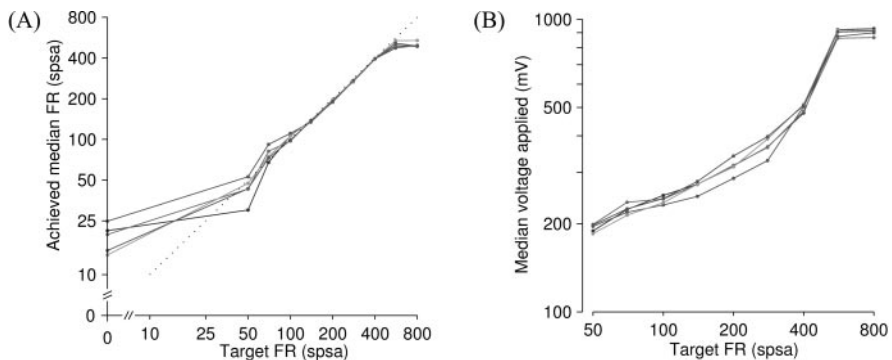 (A)
Achieved median FR (spsa)
800
400
200
100
50
25
10
0
0 10 25 50 100 200 400 800
Target FR (spsa)
(B)
Median voltage applied (mV)
1000
500
200
100
50 100 200 400 800
Target FR (spsa)